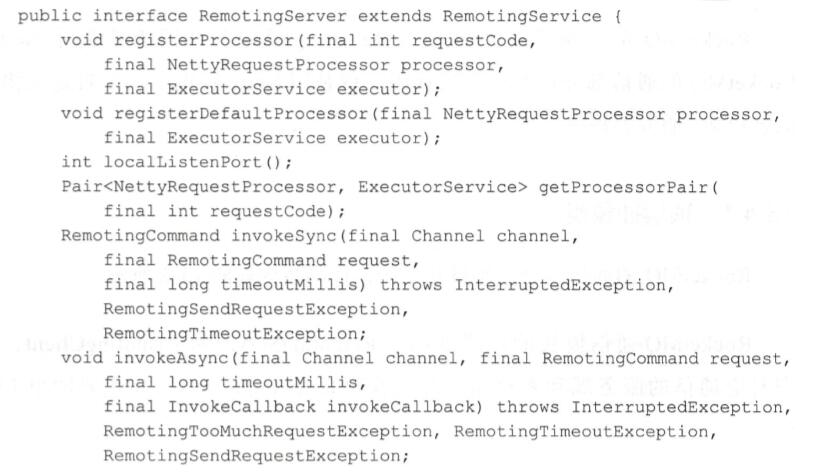 public interface RemotingServer extends RemotingService {
    void registerProcessor(final int requestCode,
        final NettyRequestProcessor processor,
        final ExecutorService executor);
    void registerDefaultProcessor(final NettyRequestProcessor processor,
        final ExecutorService executor);
    int localListenPort();
    Pair<NettyRequestProcessor, ExecutorService> getProcessorPair(
        final int requestCode);
    RemotingCommand invokeSync(final Channel channel,
        final RemotingCommand request,
        final long timeoutMillis) throws InterruptedException,
        RemotingSendRequestException,
        RemotingTimeoutException;
    void invokeAsync(final Channel channel, final RemotingCommand request,
        final long timeoutMillis,
        final InvokeCallback invokeCallback) throws InterruptedException,
        RemotingTooMuchRequestException, RemotingTimeoutException,
        RemotingSendRequestException;